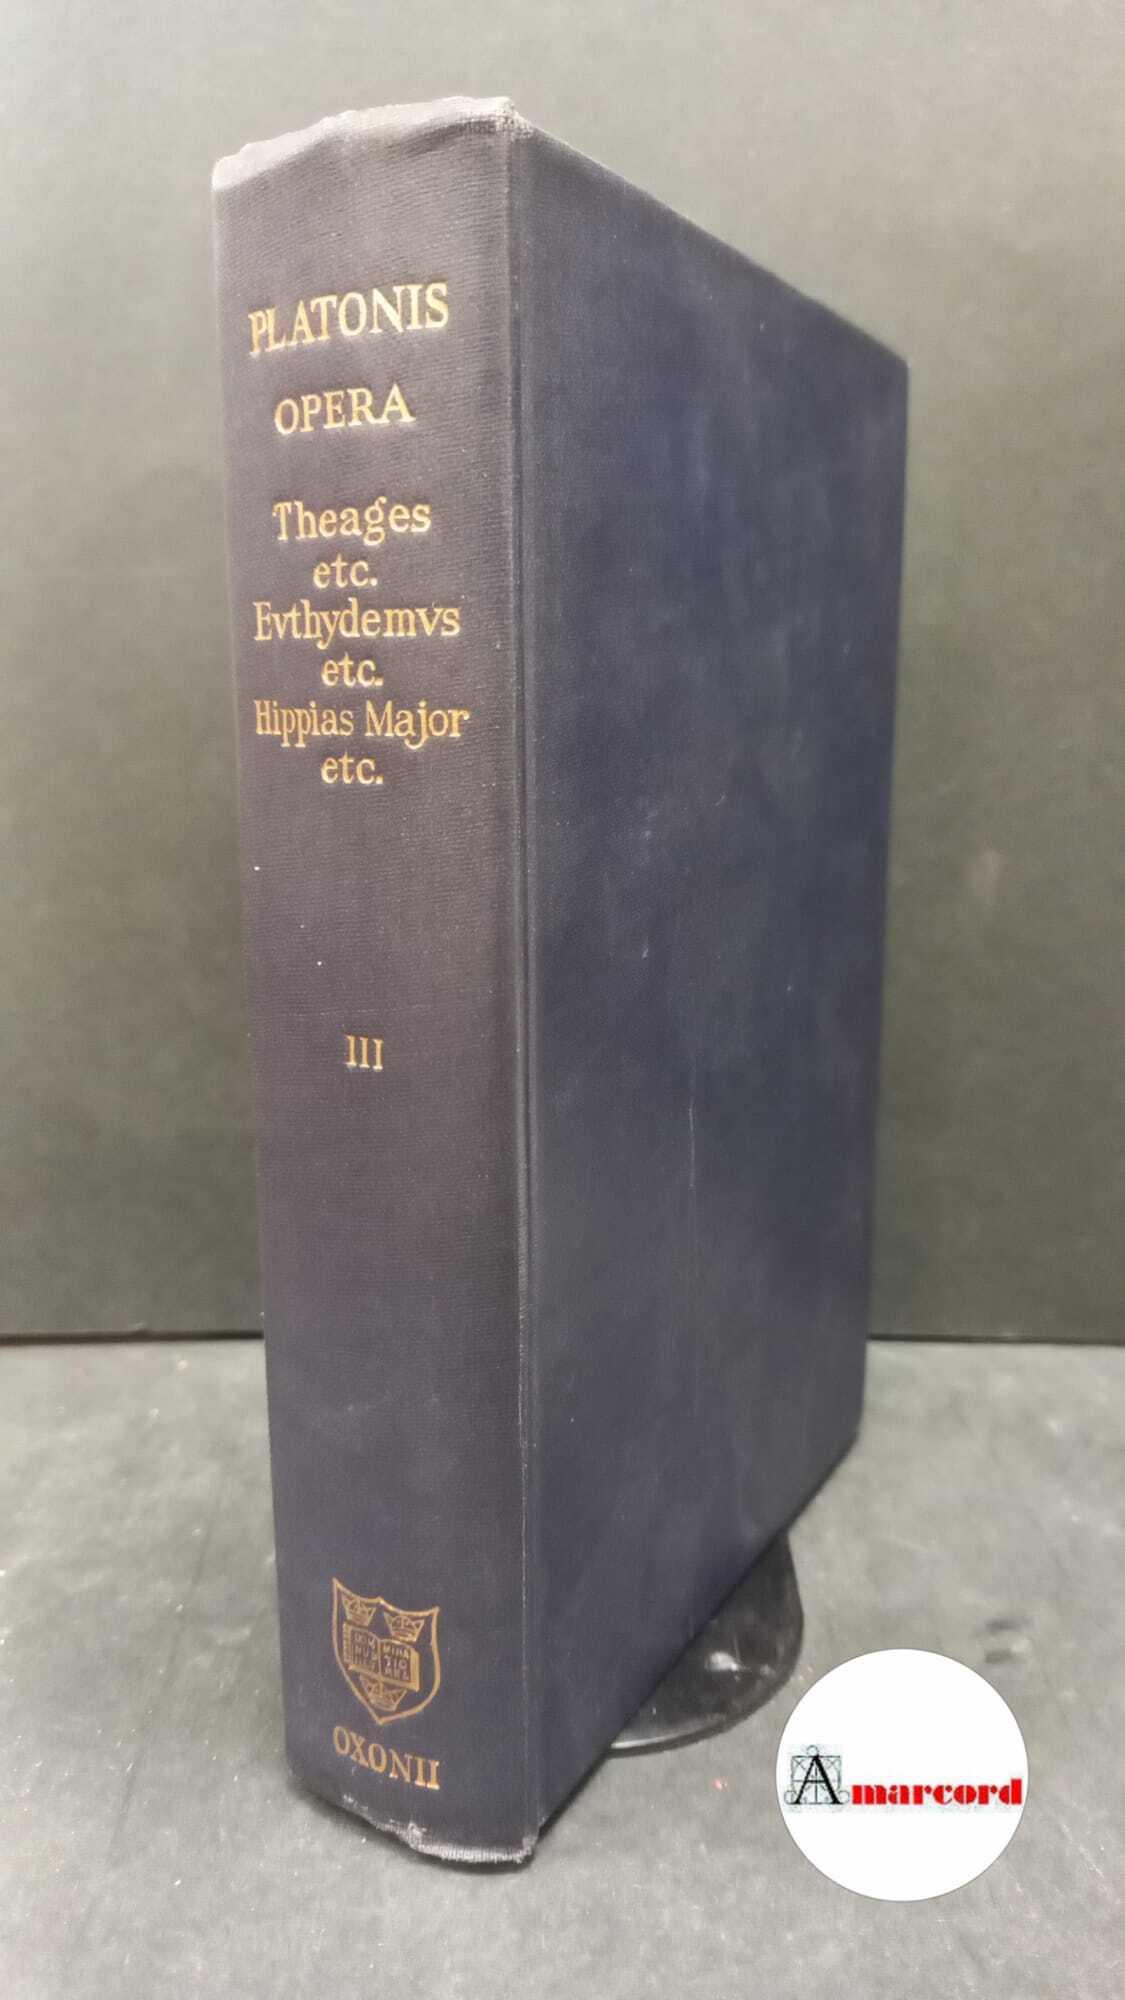 PLATONIS
OPERA
Theages
etc.
Evthydemvs
etc.
Hippias Major
etc.
III
OXONII
Amarcord